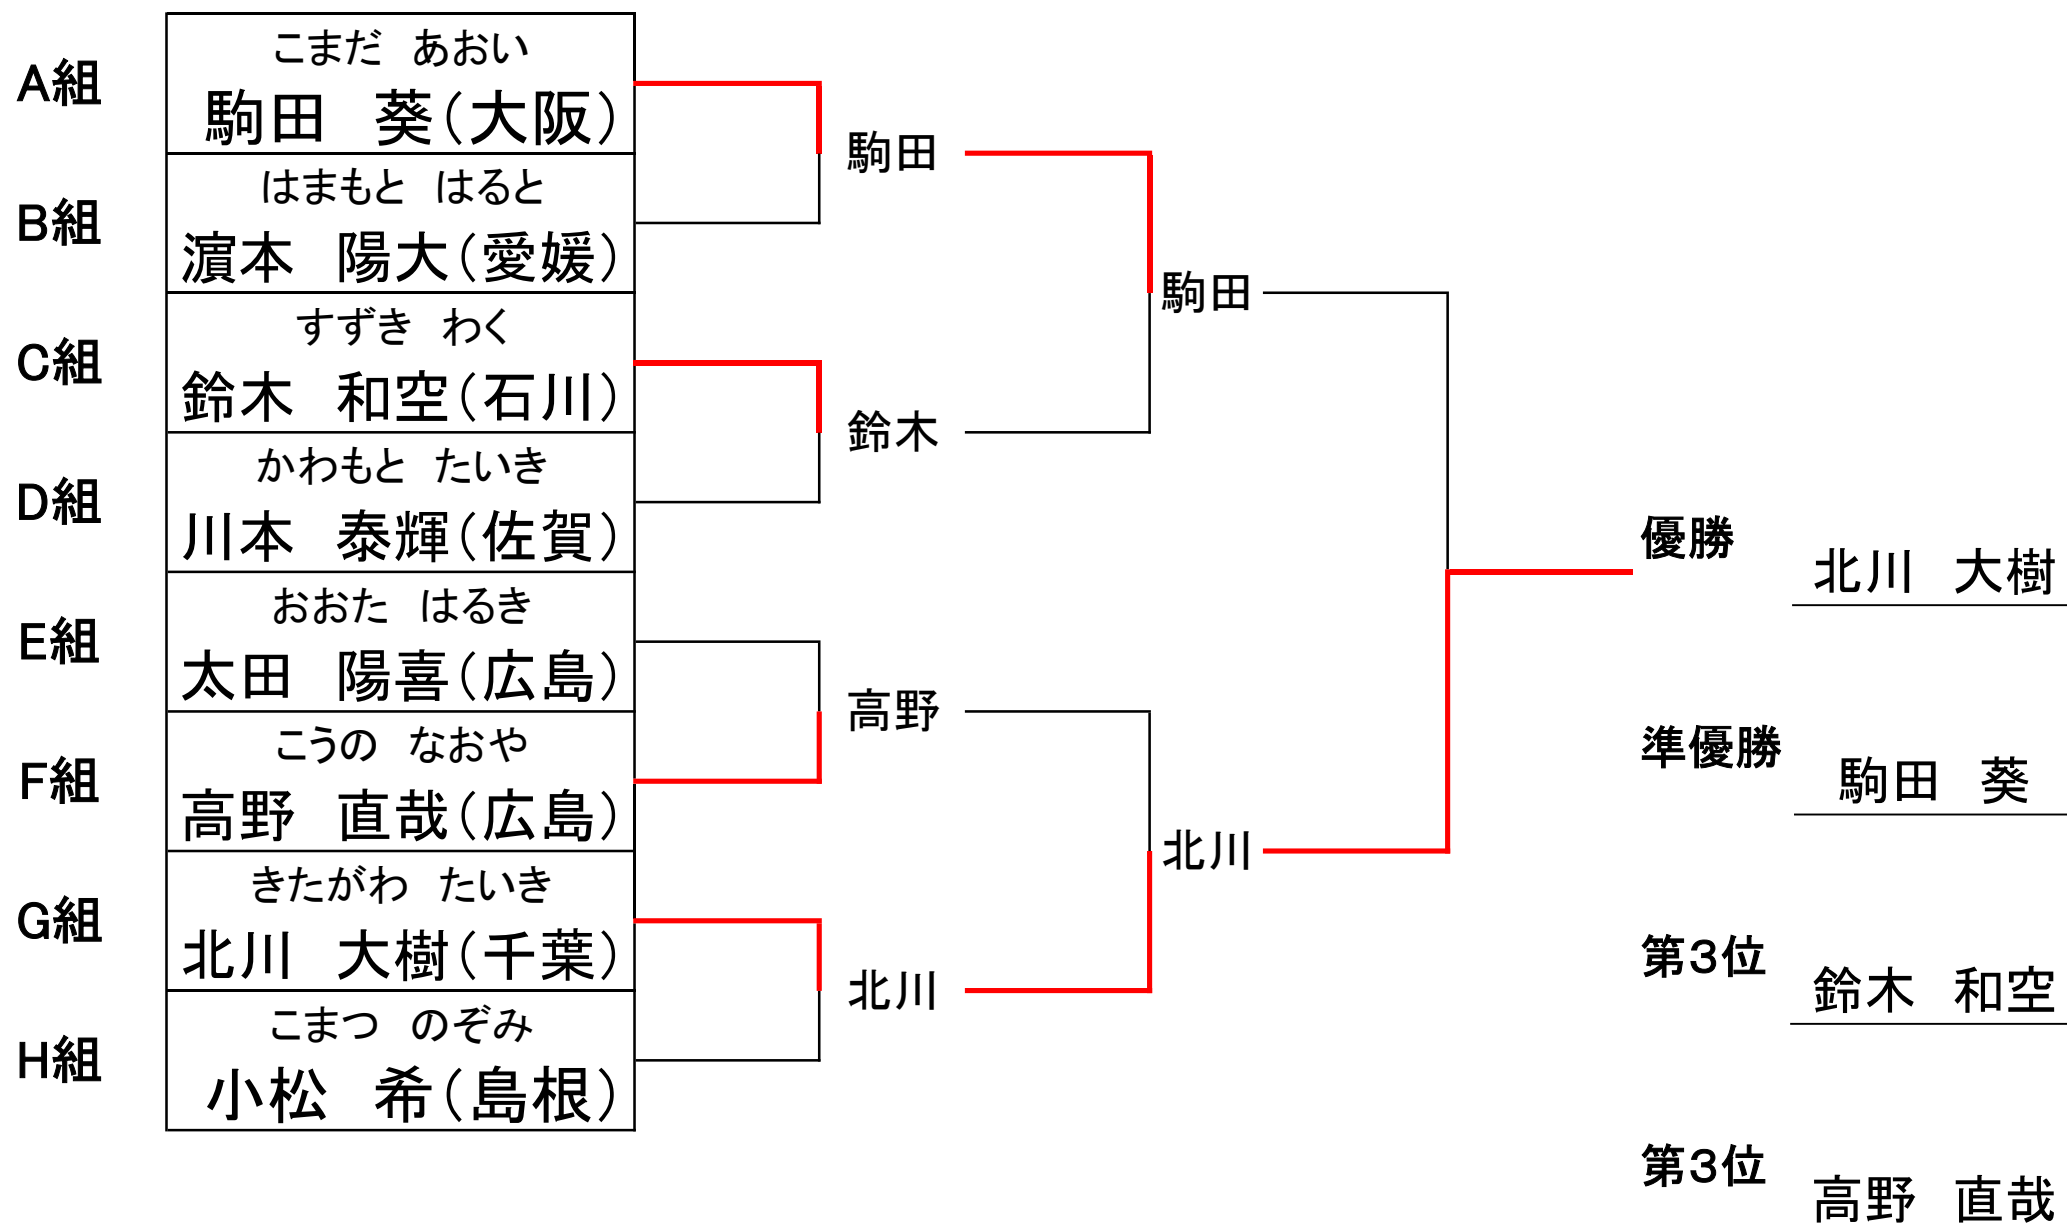 こまだ　あおい
A組
駒田　葵（大阪）
駒田
はまもと　はると
B組
濵本　陽大（愛媛）
駒田
すずき　わく
C組
鈴木　和空（石川）
鈴木
かわもと　たいき
D組
川本　泰輝（佐賀）
優勝
北川　大樹
おおた　はるき
E組
太田　陽喜（広島）
高野
こうの　なおや
F組
高野　直哉（広島）
準優勝
駒田　葵
北川
きたがわ　たいき
G組
北川　大樹（千葉）
第３位
鈴木　和空
北川
こまつ　のぞみ
H組
小松　希（島根）
第３位
高野　直哉